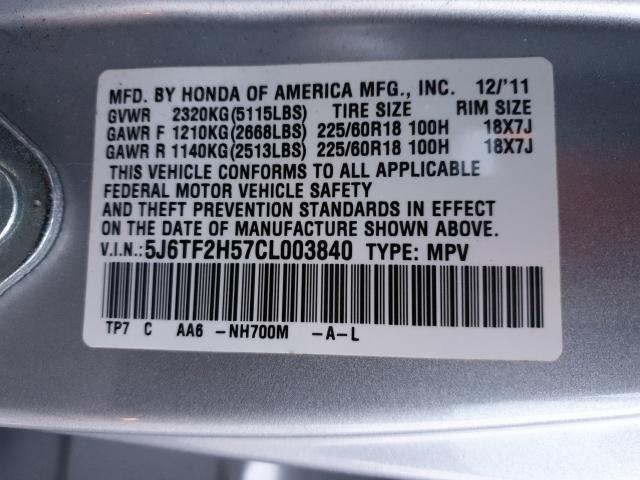 MFD. BY HONDA OF AMERICA MFG., INC. 12/'11
GVWR 2320KG(5115LBS) TIRE SIZE RIM SIZE
GAWR F 1210KG(2668LBS) 225/60R18 100H 18X7J
GAWR R 1140KG(2513LBS) 225/60R18 100H 18X7J
THIS VEHICLE CONFORMS TO ALL APPLICABLE
FEDERAL MOTOR VEHICLE SAFETY
AND THEFT PREVENTION STANDARDS IN EFFECT
ON THE DATE OF MANUFACTURE SHOWN ABOVE.
V.I.N.:5J6TF2H57CL003840 TYPE: MPV
TP7 C AA6 -NH700M -A-L